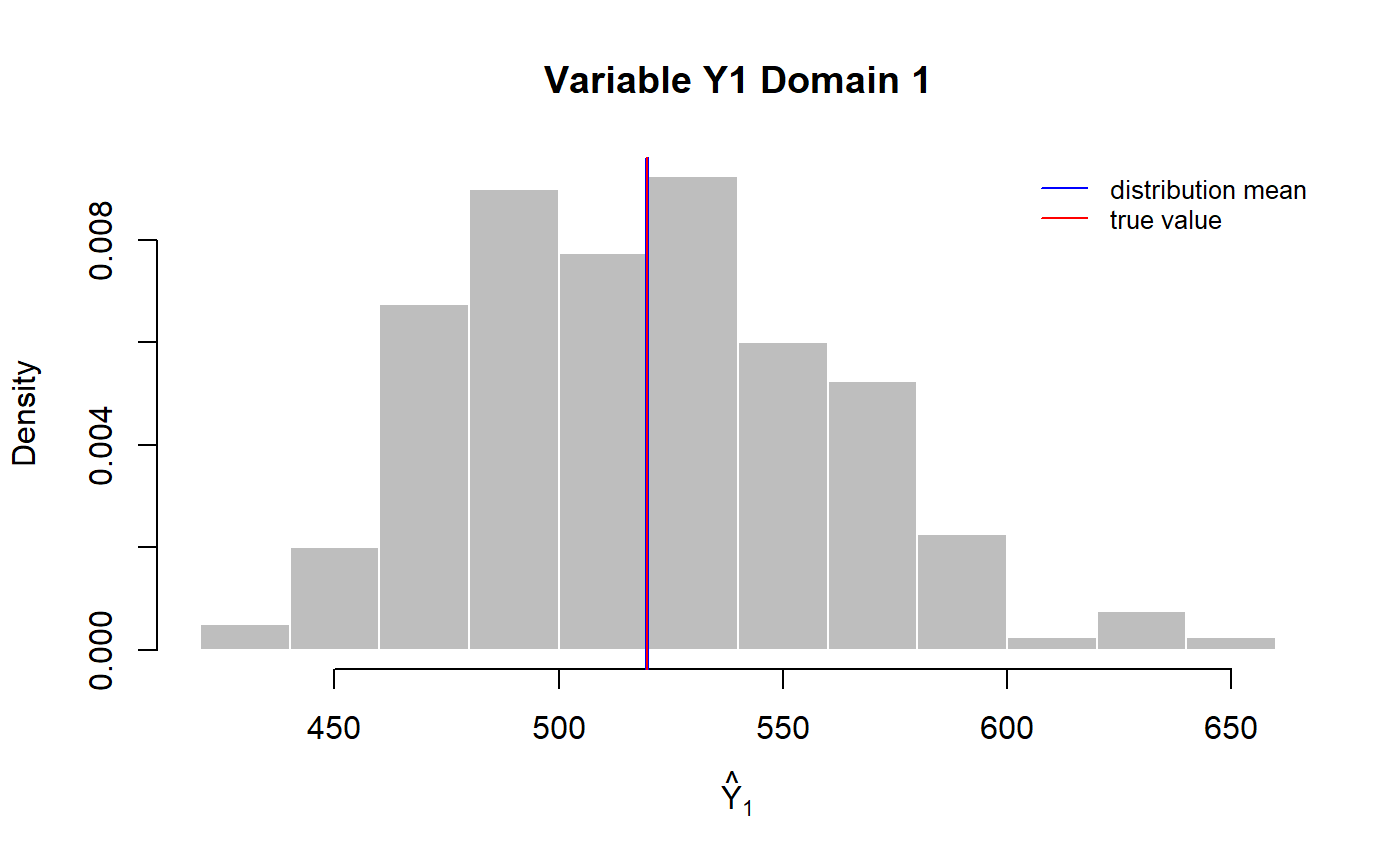 Variable Y1 Domain 1
distribution mean
true value
Density
0.008
0.004
0.000
450 500 550 600 650
Ŷ₁